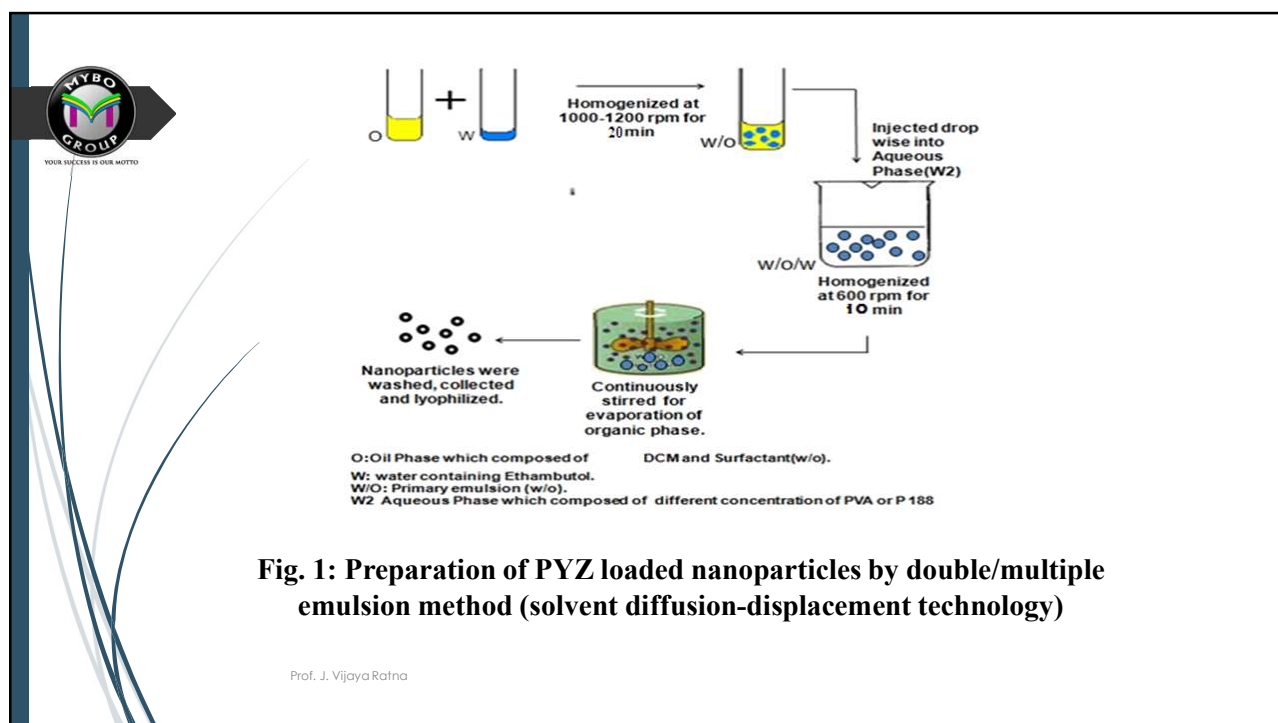 MYBO
GROUP
YOUR SUCCESS IS OUR MOTTO
O
+
W
Homogenized at
1000-1200 rpm for
20 min
W/O
Injected drop
wise into
Aqueous
Phase(W2)
W/O/W
Homogenized
at 600 rpm for
10 min
Continuously
stirred for
evaporation of
organic phase.
Nanoparticles were
washed, collected
and lyophilized.
O:Oil Phase which composed of DCM and Surfactant(w/o).
W: water containing Ethambutol.
W/O: Primary emulsion (w/o).
W2 Aqueous Phase which composed of different concentration of PVA or P 188
Fig. 1: Preparation of PYZ loaded nanoparticles by double/multiple
emulsion method (solvent diffusion-displacement technology)
Prof. J. Vijaya Ratna